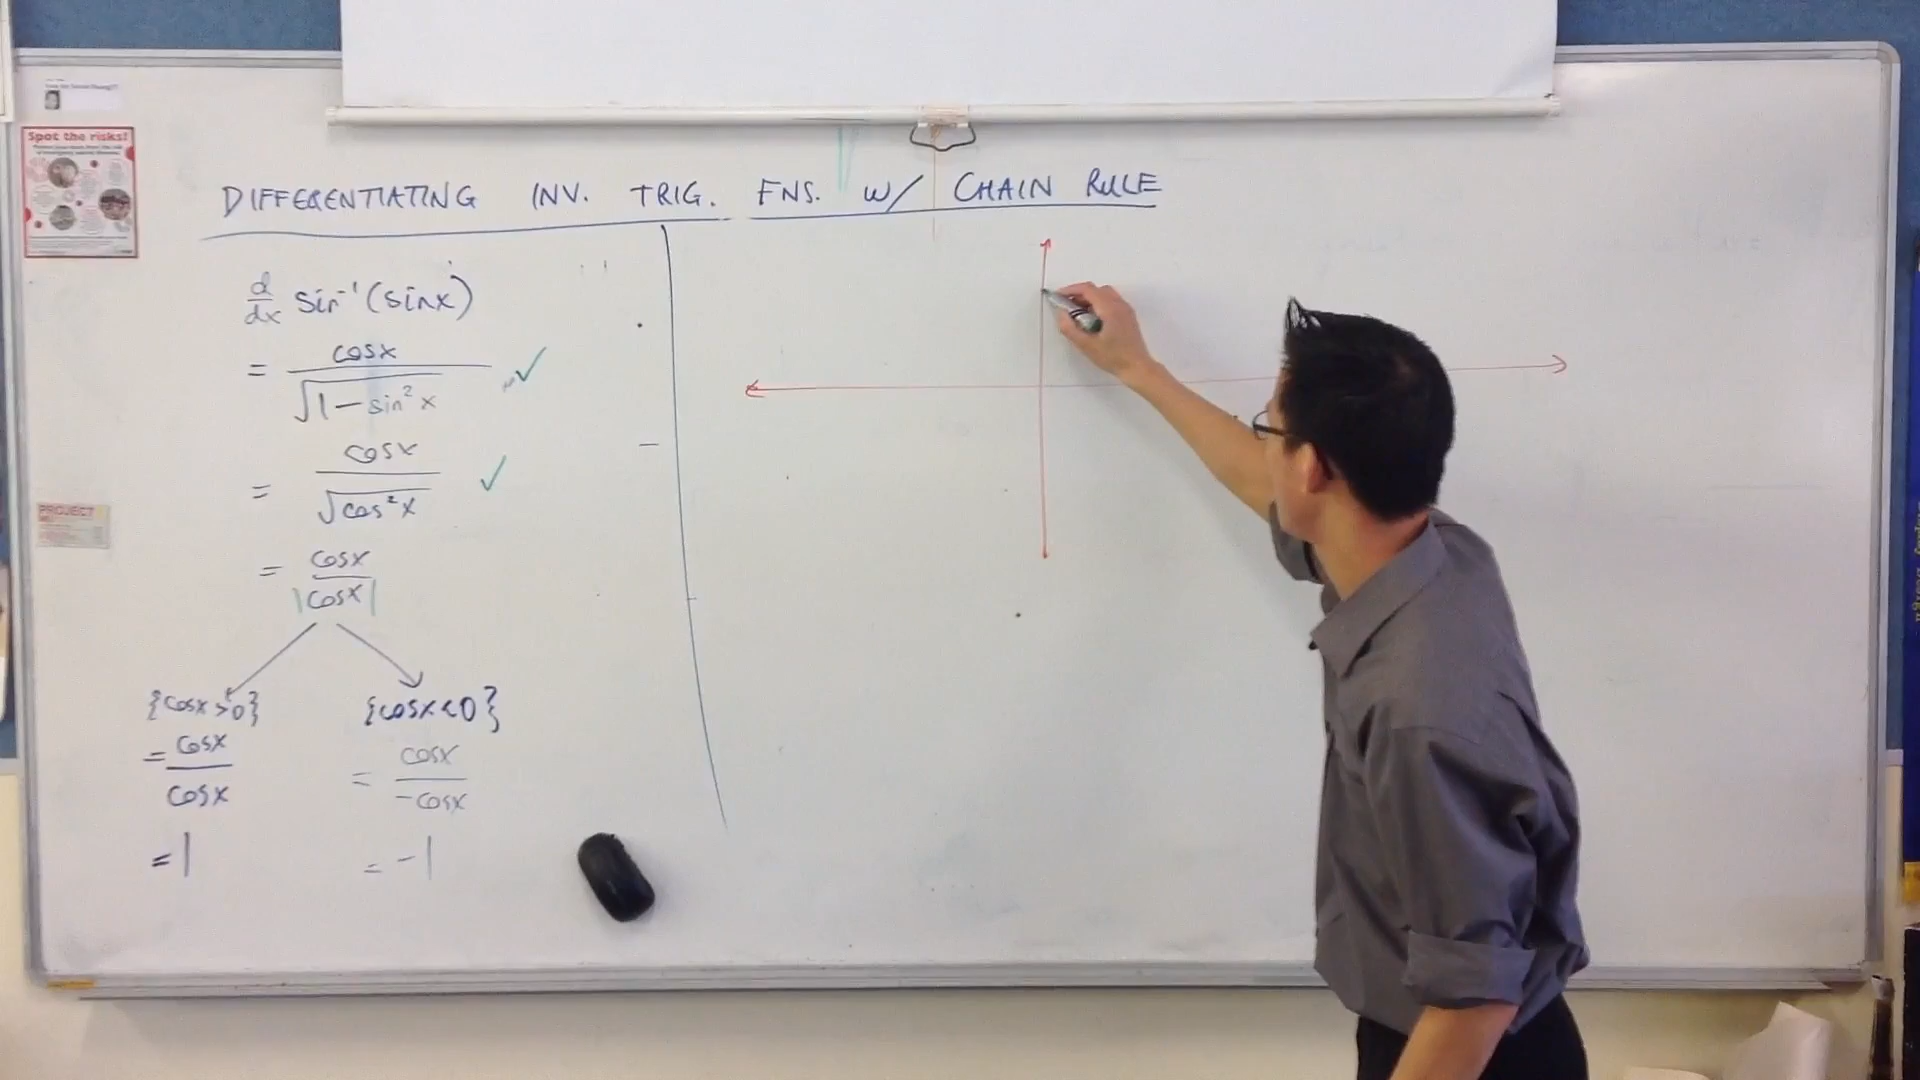 DIFFERENTIATING INV. TRIG. FNS. W/ CHAIN RULE
d/dx sin⁻¹(sinx)
= cosx / √(1 − sin²x) ✓
= cosx / √(cos²x) ✓
= cosx / |cosx|
{cosx > 0} {cosx < 0}
= cosx / cosx = cosx / -cosx
= 1 = -1
Spot the risks!
PROJECT